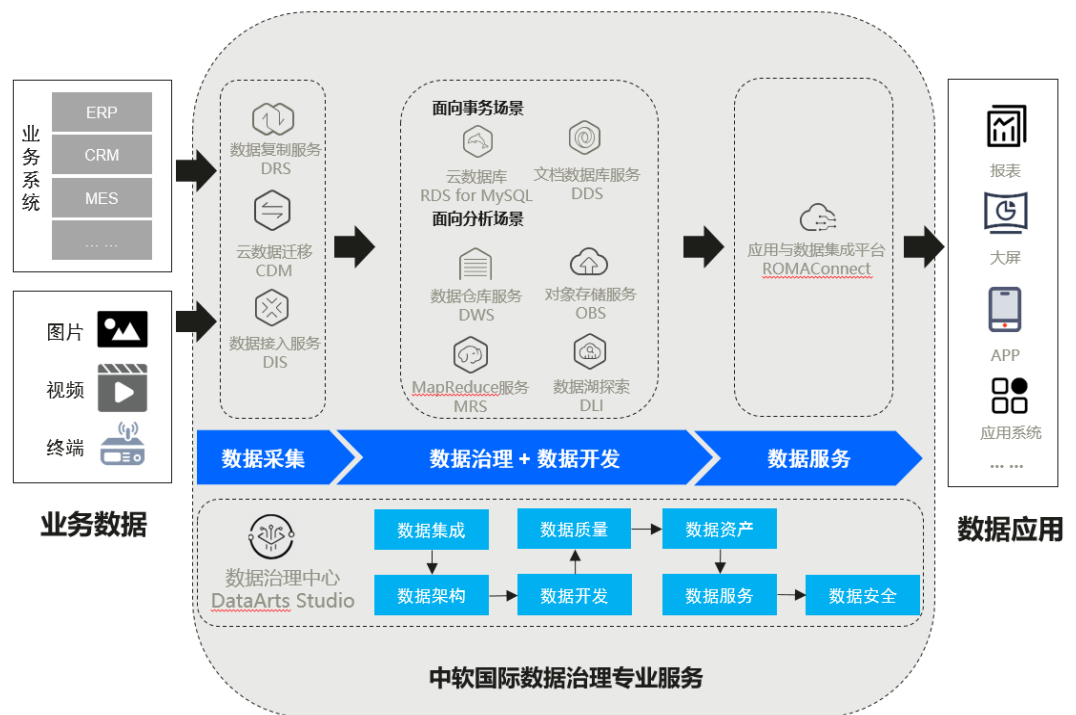 业务系统
ERP
CRM
MES
... ...
图片
视频
终端
业务数据
数据复制服务
DRS
云数据迁移
CDM
数据接入服务
DIS
面向事务场景
云数据库
RDS for MySQL
文档数据库服务
DDS
面向分析场景
数据仓库服务
DWS
对象存储服务
OBS
MapReduce服务
MRS
数据湖探索
DLI
应用与数据集成平台
ROMAConnect
报表
大屏
APP
应用系统
... ...
数据应用
数据采集
数据治理 + 数据开发
数据服务
数据治理中心
DataArts Studio
数据集成
数据质量
数据资产
数据架构
数据开发
数据服务
数据安全
中软国际数据治理专业服务